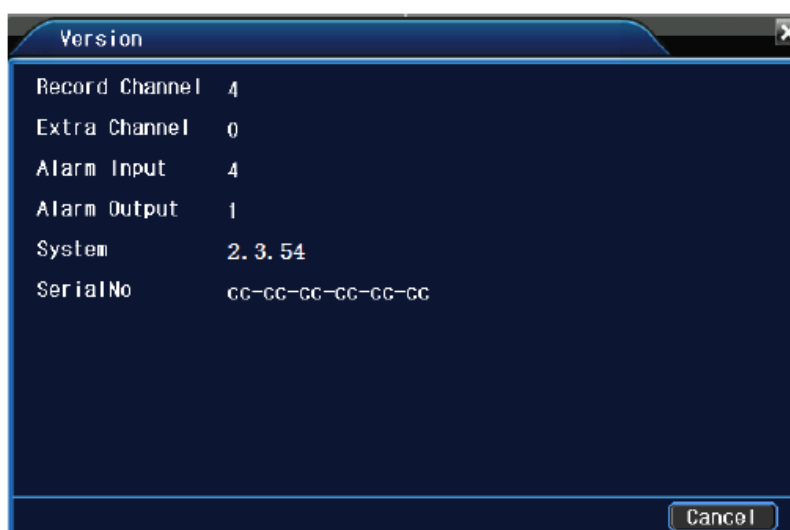 Version
Record Channel 4
Extra Channel 0
Alarm Input 4
Alarm Output 1
System 2.3.54
SerialNo cc-cc-cc-cc-cc-cc
Cancel